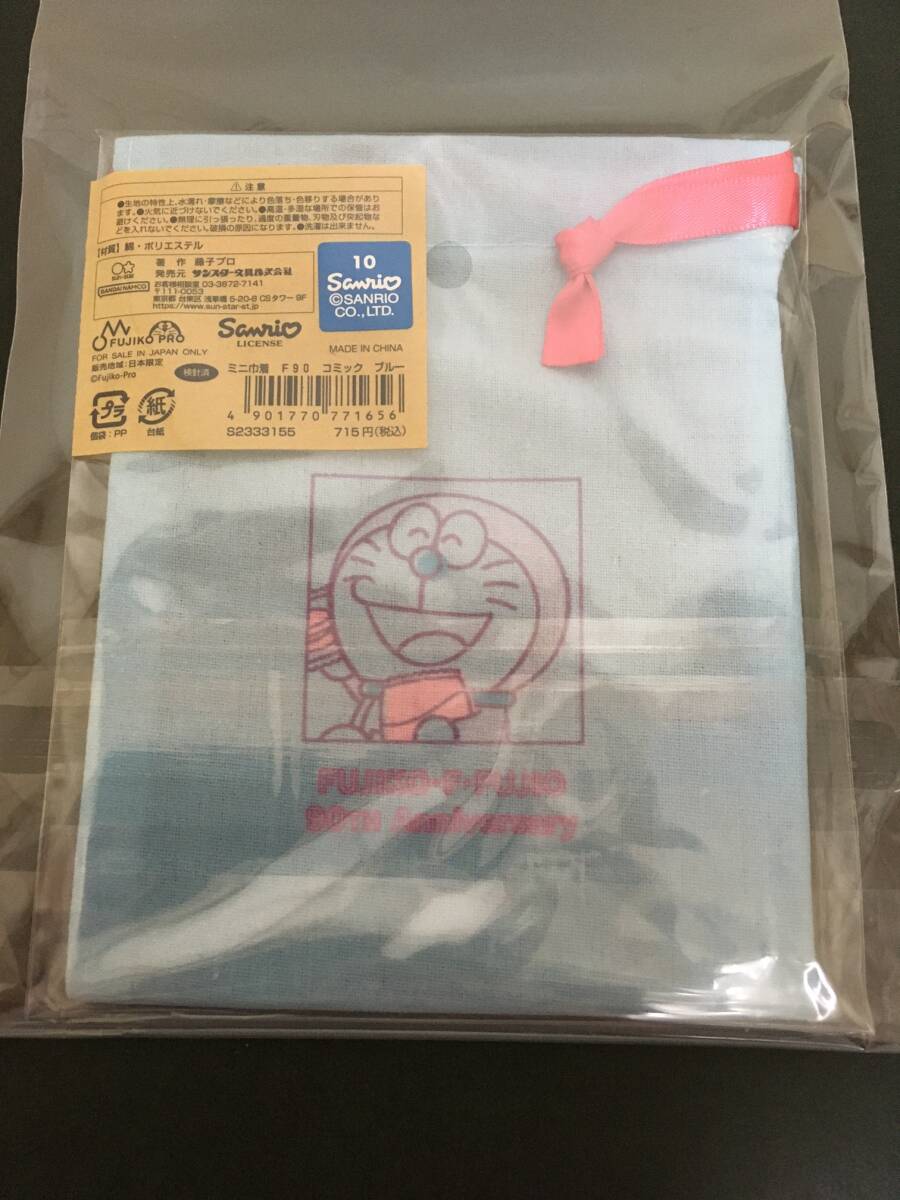 ⚠注意
●生地の特性上、水濡れ・摩擦などにより色落ち・色移りする場合があり
ます。●火気に近づけないでください。●高温・多湿な場所での保管はお
避けください。●無理に引っ張ったり、過度の重量物、刃物及び突起物な
どを入れないでください。破損の原因になります。●洗濯は出来ません。
【材質】 綿・ポリエステル
SUN-STAR
BANDAI NAMCO
著 作 藤子プロ
発売元 サンスター文具株式会社
お客様相談室 03-3872-7141
〒111-0053
東京都 台東区 浅草橋 5-20-8 CSタワー 9F
https://www.sun-star-st.jp
10
Sanrio
©SANRIO
CO.,LTD.
FUJIKO PRO
Sanrio
LICENSE
FOR SALE IN JAPAN ONLY
販売地域:日本限定
©Fujiko-Pro
検針済
MADE IN CHINA
ミニ巾着 F90 コミック ブルー
4 901770 771656
プラ
紙
個袋:PP
台紙
S2333155
715円(税込)
FUJIKO・F・FUJIO
90TH Anniversary